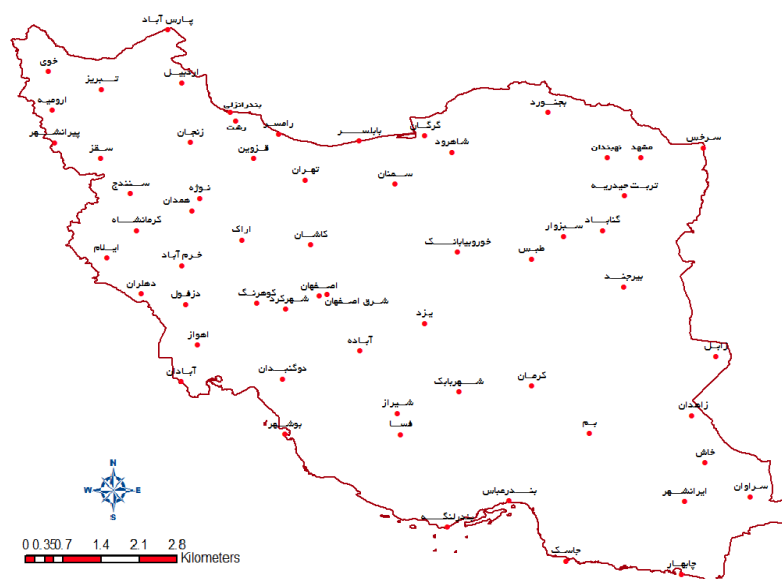 پارس آباد
خوی
تبریز
اردبیل
ارومیه
بندرانزلی
رشت
بجنورد
پیرانشهر
زنجان
رامسر
بابلسر
گرگان
سرخس
سقز
قزوین
شاهرود
نهبندان
مشهد
تهران
سمنان
سنندج
نوژه
تربت حیدریه
همدان
کرمانشاه
اراک
کاشان
خوروبیابانک
سبزوار
گناباد
ایلام
خرم آباد
طبس
بیرجند
دهلران
دزفول
کوهرنگ
شهرکرد
اصفهان
شرق اصفهان
یزد
اهواز
آباده
زابل
آبادان
دوگنبدان
شهربابک
کرمان
شیراز
زاهدان
بوشهر
فسا
بم
خاش
بندرعباس
ایرانشهر
سراوان
بندرلنگه
جاسک
چابهار
N
W E
S
0 0.35 0.7 1.4 2.1 2.8
Kilometers